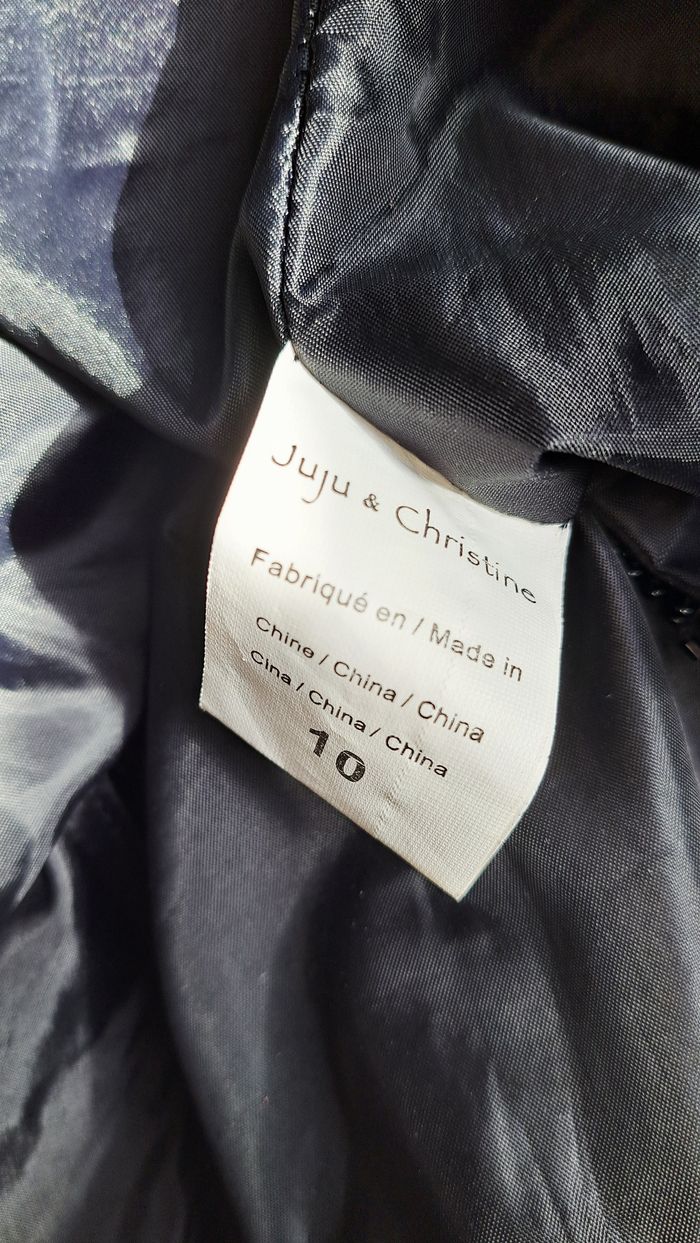 Juju & Christine
Fabriqué en / Made in
Chine / China / China
Cina / China / China
10